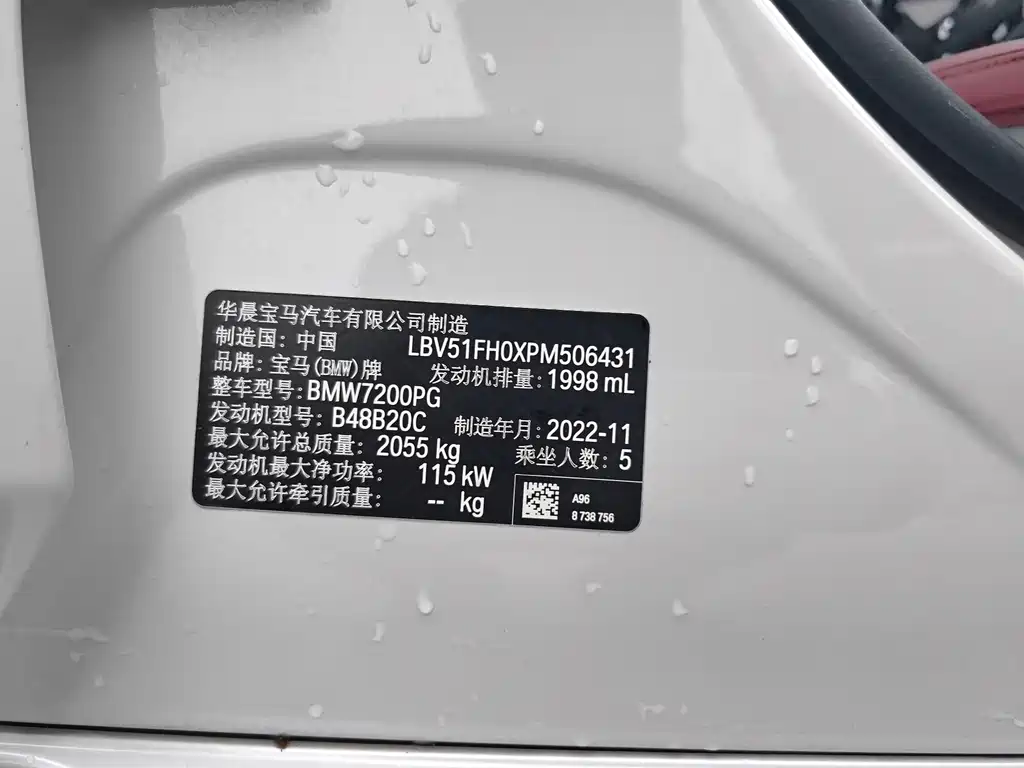 华晨宝马汽车有限公司制造
制造国: 中国 LBV51FH0XPM506431
品牌: 宝马(BMW)牌 发动机排量: 1998 mL
整车型号: BMW7200PG
发动机型号: B48B20C 制造年月: 2022-11
最大允许总质量: 2055 kg 乘坐人数: 5
发动机最大净功率: 115 kW
最大允许牵引质量: -- kg
A96
8 738 756